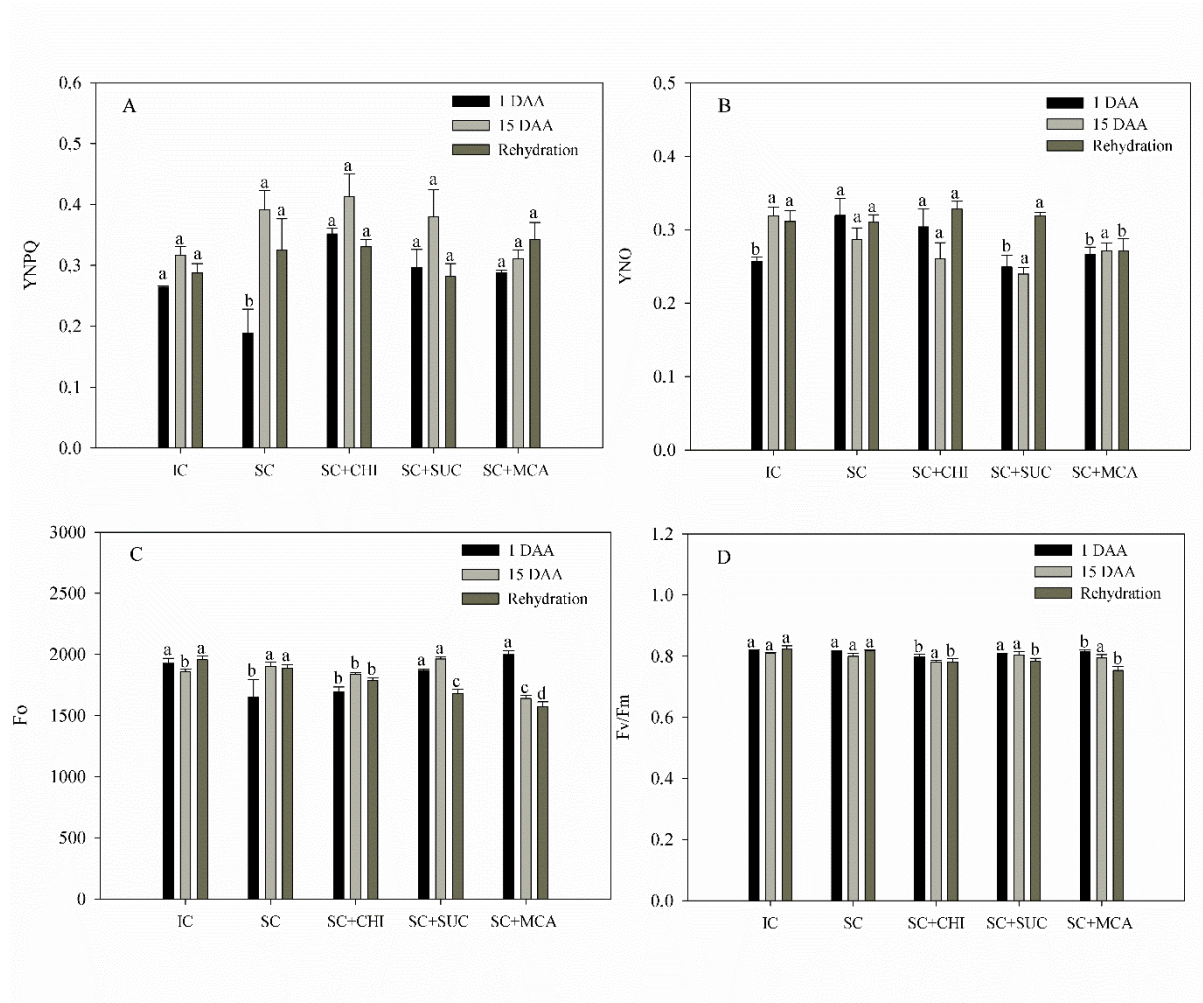 A
1 DAA
15 DAA
Rehydration
YNPQ
0.6
0.5
0.4
0.3
0.2
0.1
0.0
a a a
b a a
a a a
a a a
a a a
IC SC SC+CHI SC+SUC SC+MCA
B
1 DAA
15 DAA
Rehydration
YNO
0.5
0.4
0.3
0.2
0.1
0.0
b a a
a a a
a a a
b a a
b a b
IC SC SC+CHI SC+SUC SC+MCA
C
1 DAA
15 DAA
Rehydration
Fo
3000
2500
2000
1500
1000
500
0
a b a
b a a
b b b
a a c
a c d
IC SC SC+CHI SC+SUC SC+MCA
D
1 DAA
15 DAA
Rehydration
Fv/Fm
1.2
1.0
0.8
0.6
0.4
0.2
0.0
a a a
a a a
b a b
a a b
b a b
IC SC SC+CHI SC+SUC SC+MCA